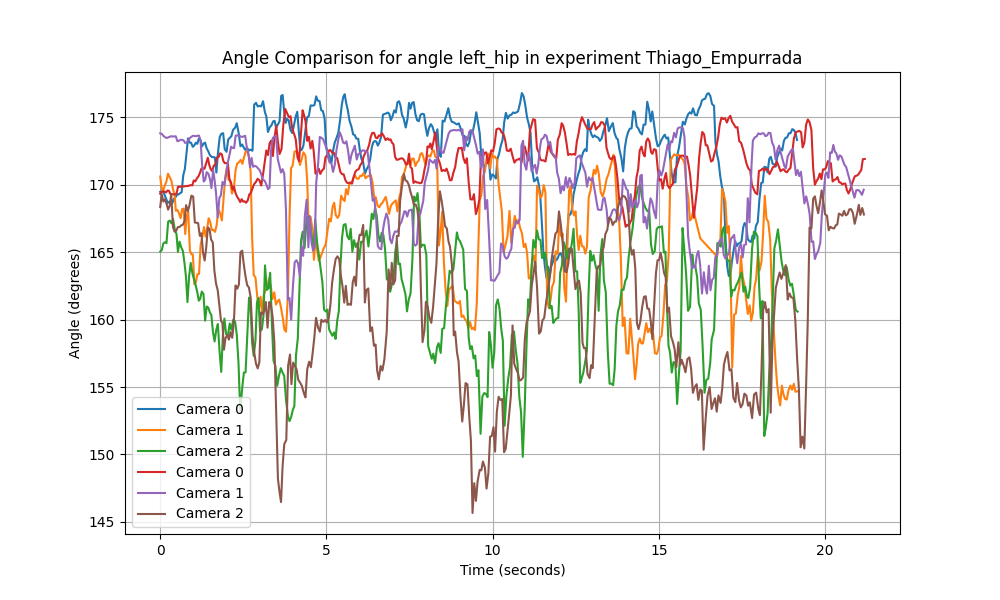 Angle Comparison for angle left_hip in experiment Thiago_Empurrada
Angle (degrees)
175
170
165
160
155
150
145
Camera 0
Camera 1
Camera 2
Camera 0
Camera 1
Camera 2
0 5 10 15 20
Time (seconds)